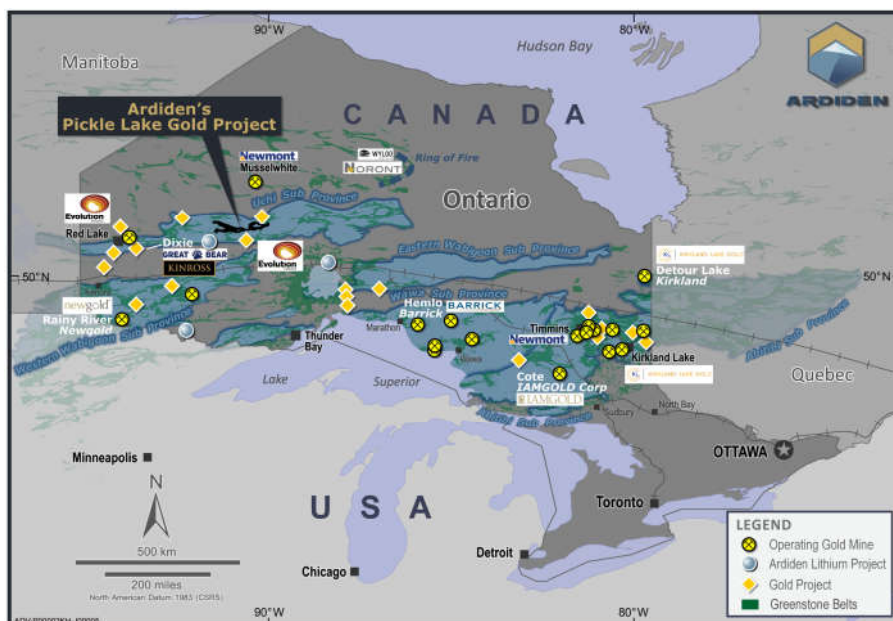 90°W
80°W
Hudson Bay
Manitoba
ARDIDEN
Ardiden's
Pickle Lake Gold Project
CANADA
Newmont
Musselwhite
WYLOO
NORONT
Ring of Fire
Uchi Sub Province
Ontario
Evolution
Red Lake
Dixie
GREAT BEAR
KINROSS
Evolution
Eastern Wabigoon Sub Province
50°N
50°N
Detour Lake
Kirkland
newgold
Rainy River
Newgold
Wawa Sub Province
Hemlo
Barrick
BARRICK
Marathon
Timmins
Newmont
Western Wabigoon Sub Province
Thunder
Bay
Wawa
Abitibi Sub Province
Kirkland Lake
KIRKLAND LAKE GOLD
Lake Superior
Cote
IAMGOLD Corp
IAMGOLD
Quebec
Abitibi Sub Province
Sudbury
North Bay
Minneapolis
OTTAWA
N
USA
Toronto
500 km
200 miles
North American Datum: 1983 (CSRS)
Detroit
Chicago
90°W
80°W
LEGEND
Operating Gold Mine
Ardiden Lithium Project
Gold Project
Greenstone Belts